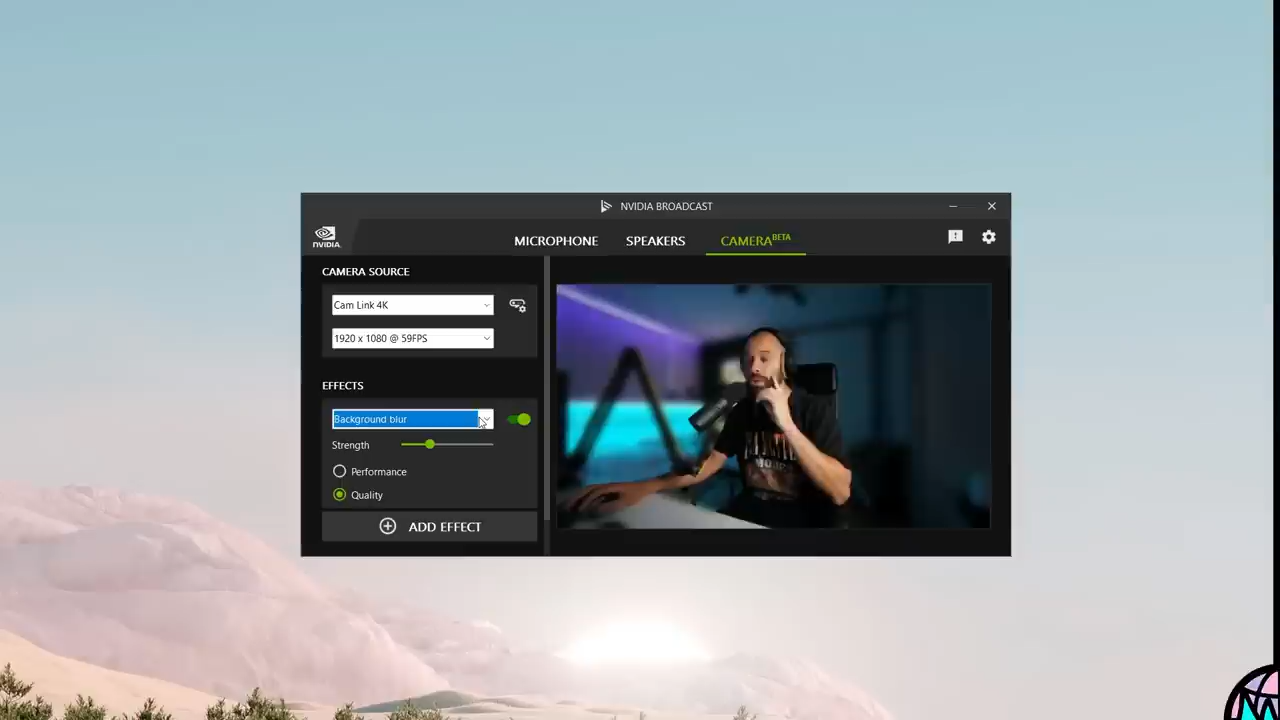 NVIDIA BROADCAST
NVIDIA.
MICROPHONE
SPEAKERS
CAMERA BETA
CAMERA SOURCE
Cam Link 4K
1920 x 1080 @ 59FPS
EFFECTS
Background blur
Strength
Performance
Quality
ADD EFFECT